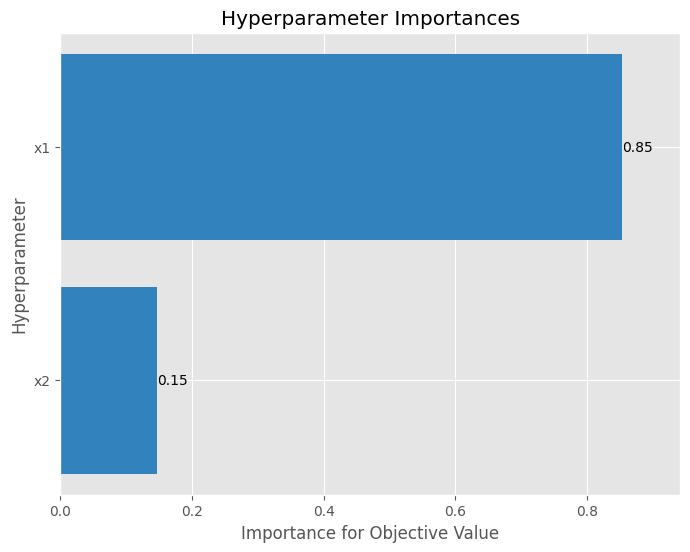 Hyperparameter Importances
Hyperparameter
x1
0.85
x2
0.15
0.0 0.2 0.4 0.6 0.8
Importance for Objective Value